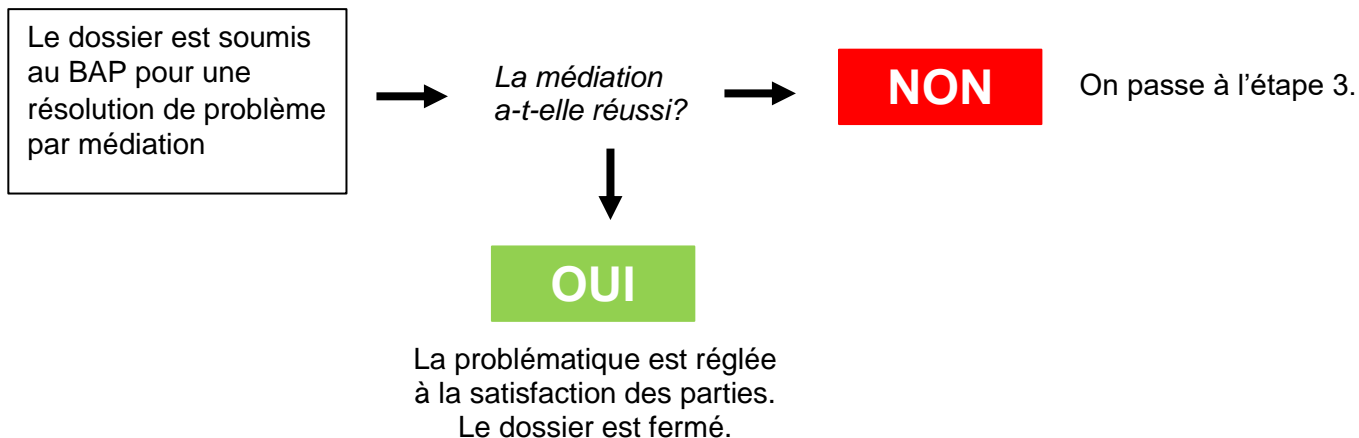 Le dossier est soumis
au BAP pour une
résolution de problème
par médiation
La médiation
a-t-elle réussi?
NON
On passe à l’étape 3.
OUI
La problématique est réglée
à la satisfaction des parties.
Le dossier est fermé.